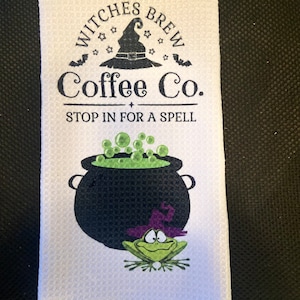 WITCHES BREW
Coffee Co.
STOP IN FOR A SPELL